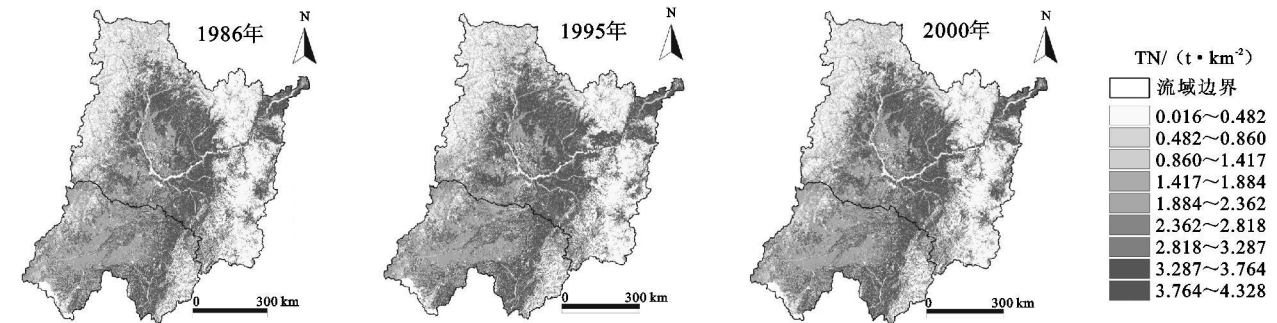 1986年
N
0 300 km
1995年
N
0 300 km
2000年
N
0 300 km
TN/（t·km⁻²）
流域边界
0.016～0.482
0.482～0.860
0.860～1.417
1.417～1.884
1.884～2.362
2.362～2.818
2.818～3.287
3.287～3.764
3.764～4.328